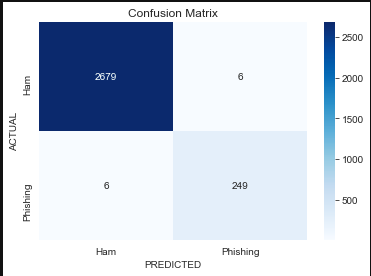 Confusion Matrix
Ham
Phishing
ACTUAL
2679
6
6
249
Ham
Phishing
PREDICTED
2500
2000
1500
1000
500